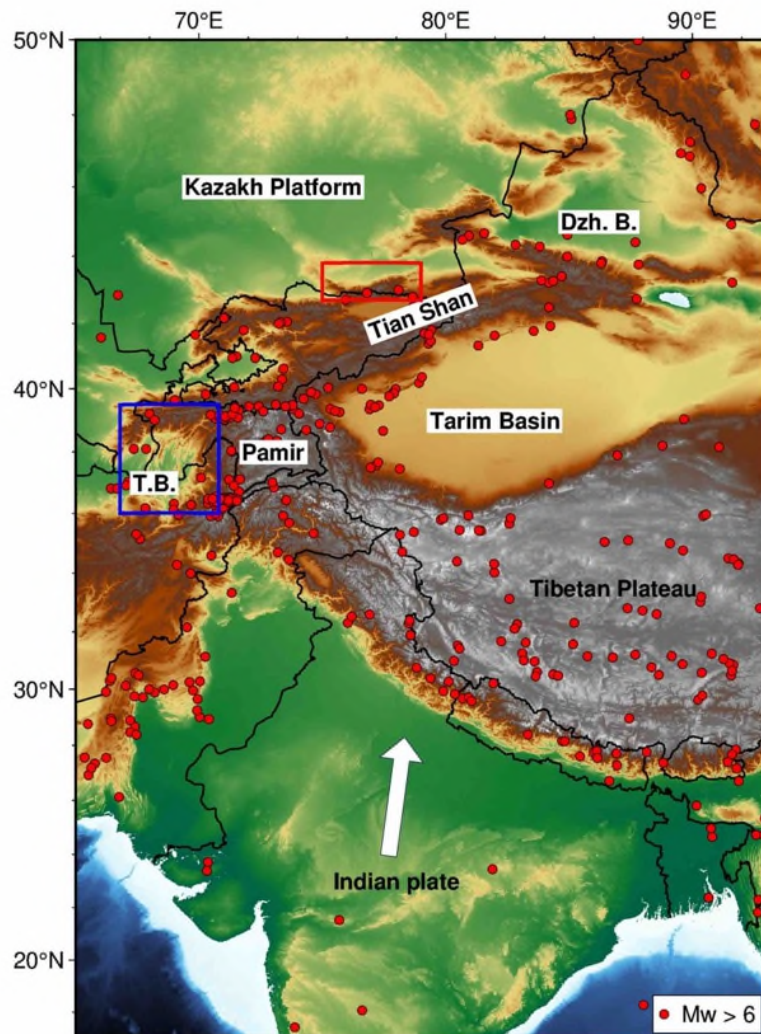 70°E 80°E 90°E
50°N
Kazakh Platform
Dzh. B.
Tian Shan
40°N
Tarim Basin
Pamir
T.B.
Tibetan Plateau
30°N
Indian plate
20°N
Mw > 6